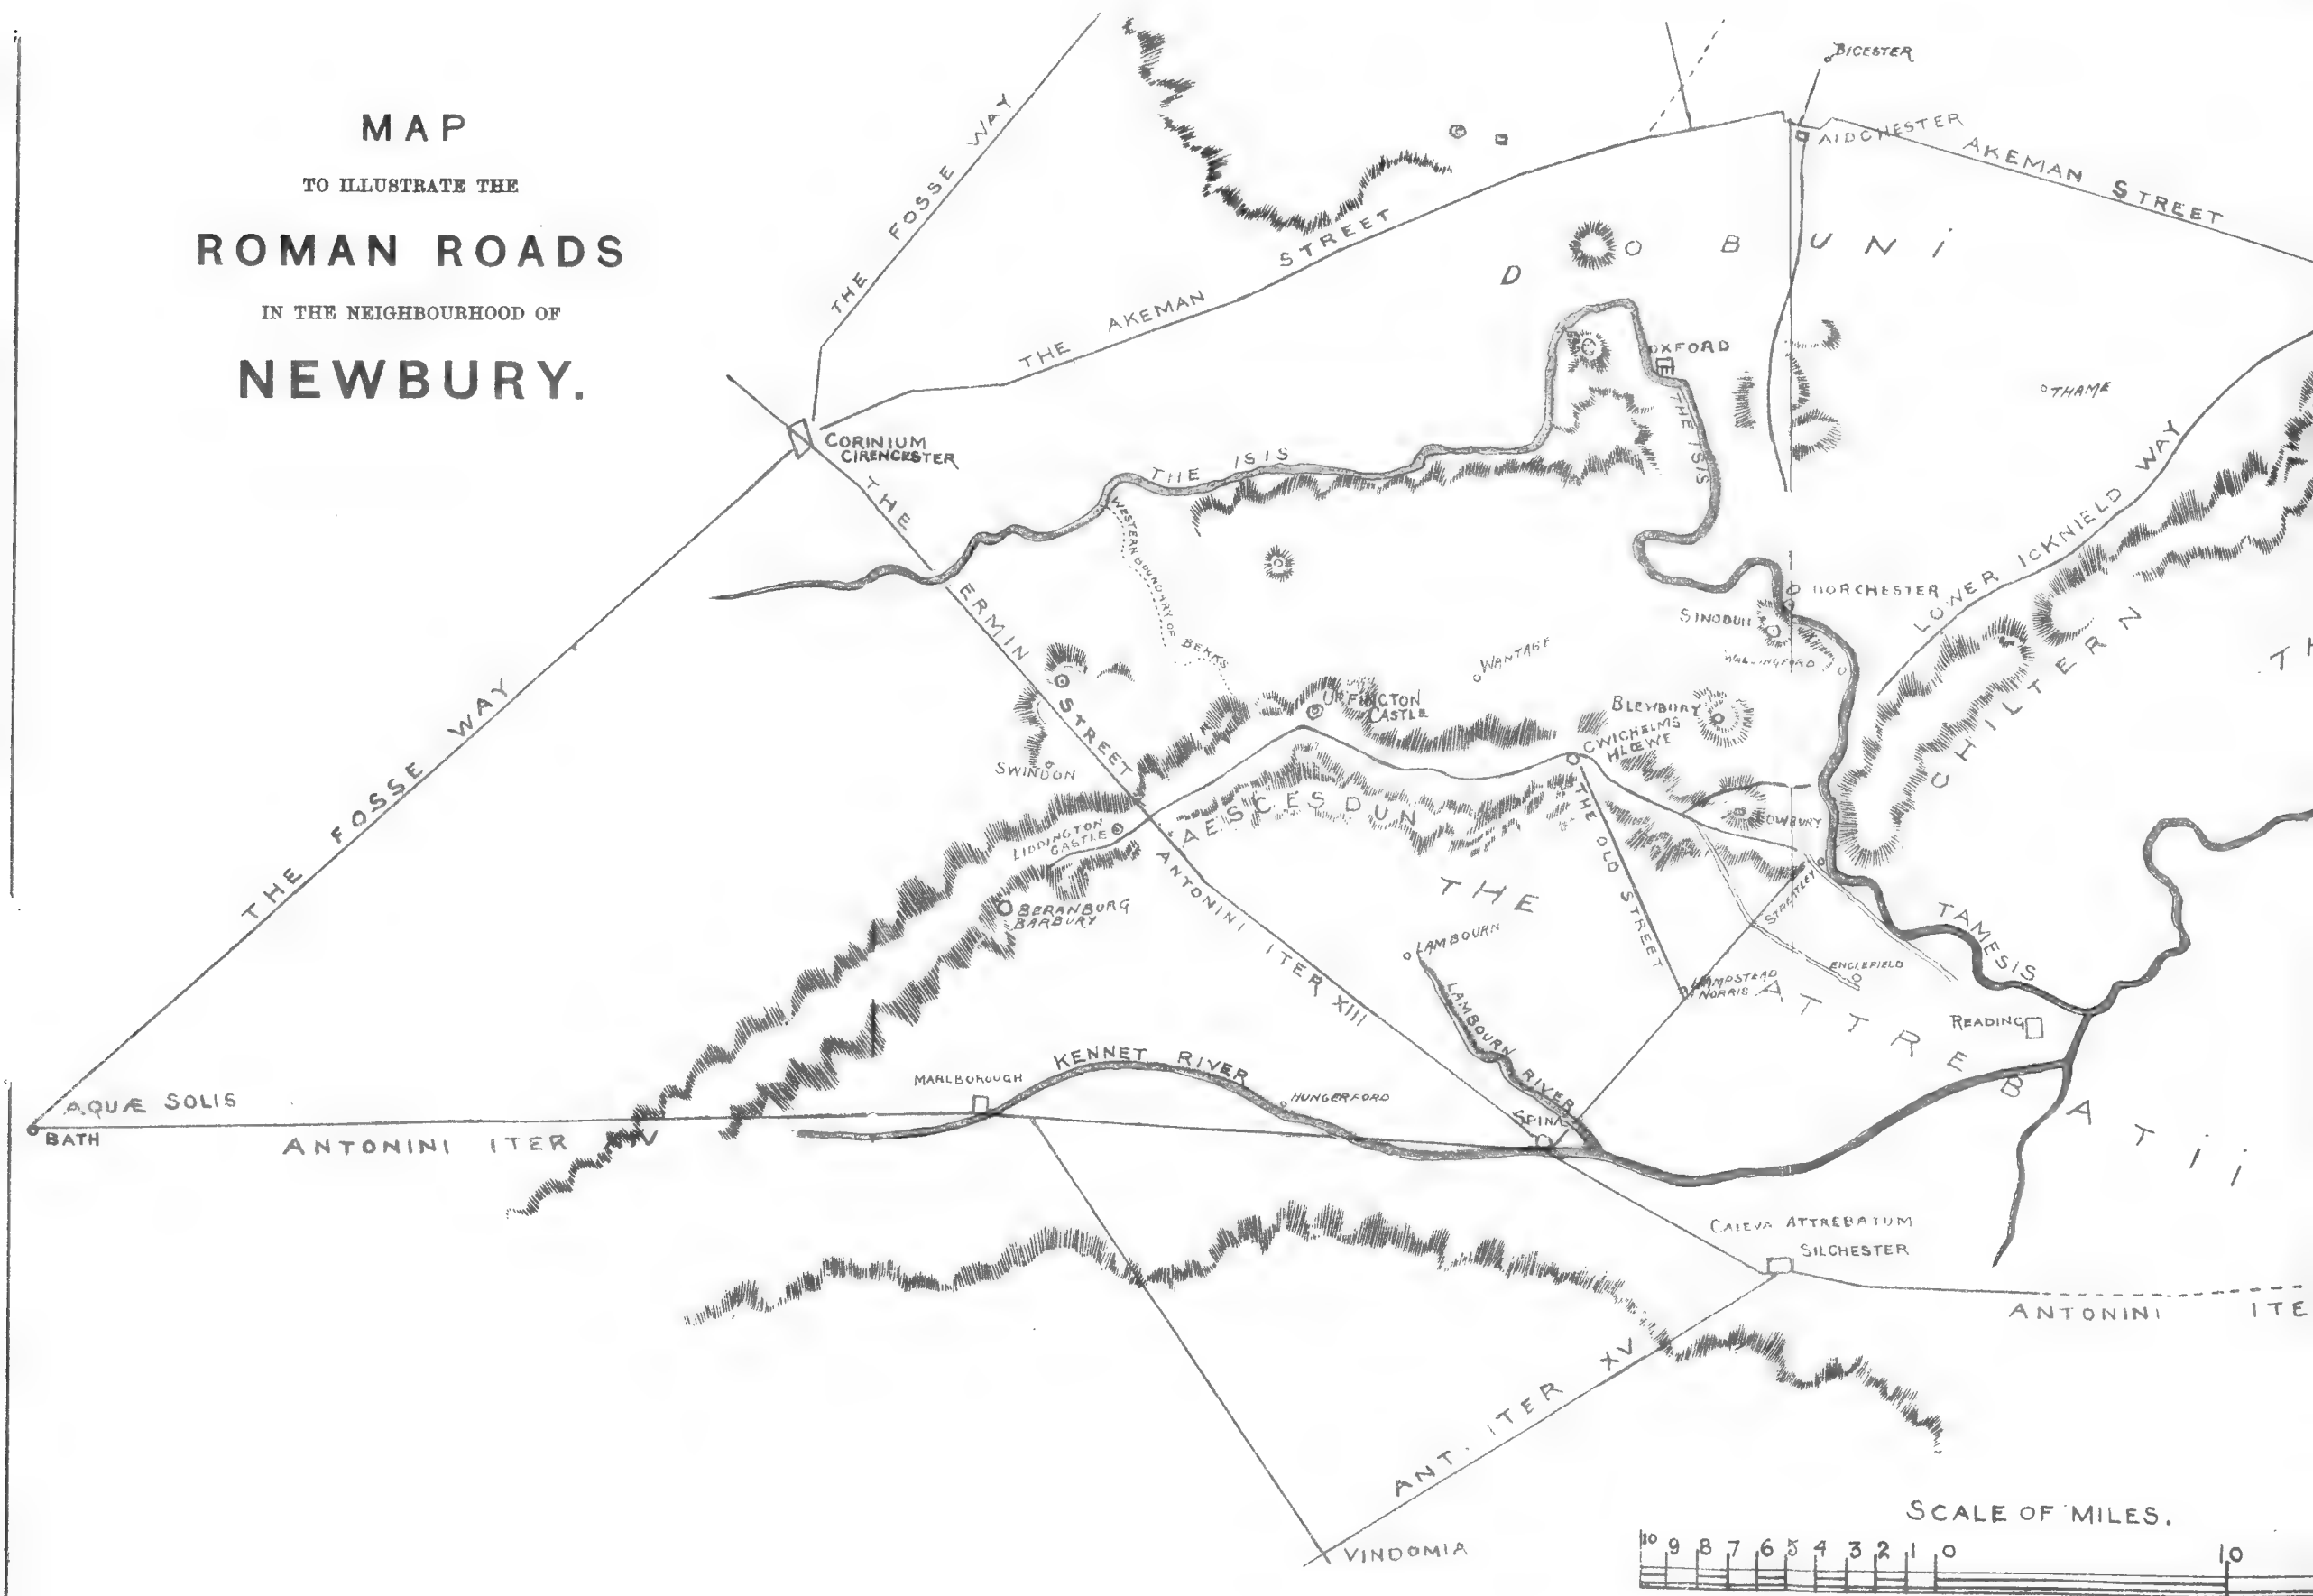 MAP
TO ILLUSTRATE THE
ROMAN ROADS
IN THE NEIGHBOURHOOD OF
NEWBURY.
BICESTER
AIDCHESTER
AKEMAN STREET
THE FOSSE WAY
THE AKEMAN STREET
DOBUNI
OXFORD
THE ISIS
THAME
CORINIUM
CIRENCESTER
THE ISIS
THE ERMIN STREET
WESTERN BOUNDARY OF BERKS
LOWER ICKNIELD WAY
DORCHESTER
SINODUN
WALLINGFORD
CHILTERN
TH
WANTAGE
UFFINGTON
CASTLE
BLEWBURY
CWICHELMS
HLŒWE
SWINDON
LIDDINGTON
CASTLE
AESCESDUN
LOWBURY
THE OLD STREET
STREATLEY
THE FOSSE WAY
BERANBURG
BARBURY
ANTONINI ITER XIII
THE
ATTREBATII
LAMBOURN
LAMBOURN RIVER
HAMPSTEAD
NORRIS
ENGLEFIELD
TAMESIS
READING
AQUÆ SOLIS
BATH
ANTONINI ITER XIV
MARLBOROUGH
KENNET RIVER
HUNGERFORD
SPINÆ
CALEVA ATTREBATUM
SILCHESTER
ANTONINI ITE
ANT. ITER XV
VINDOMIA
SCALE OF MILES.
10 9 8 7 6 5 4 3 2 1 0 10